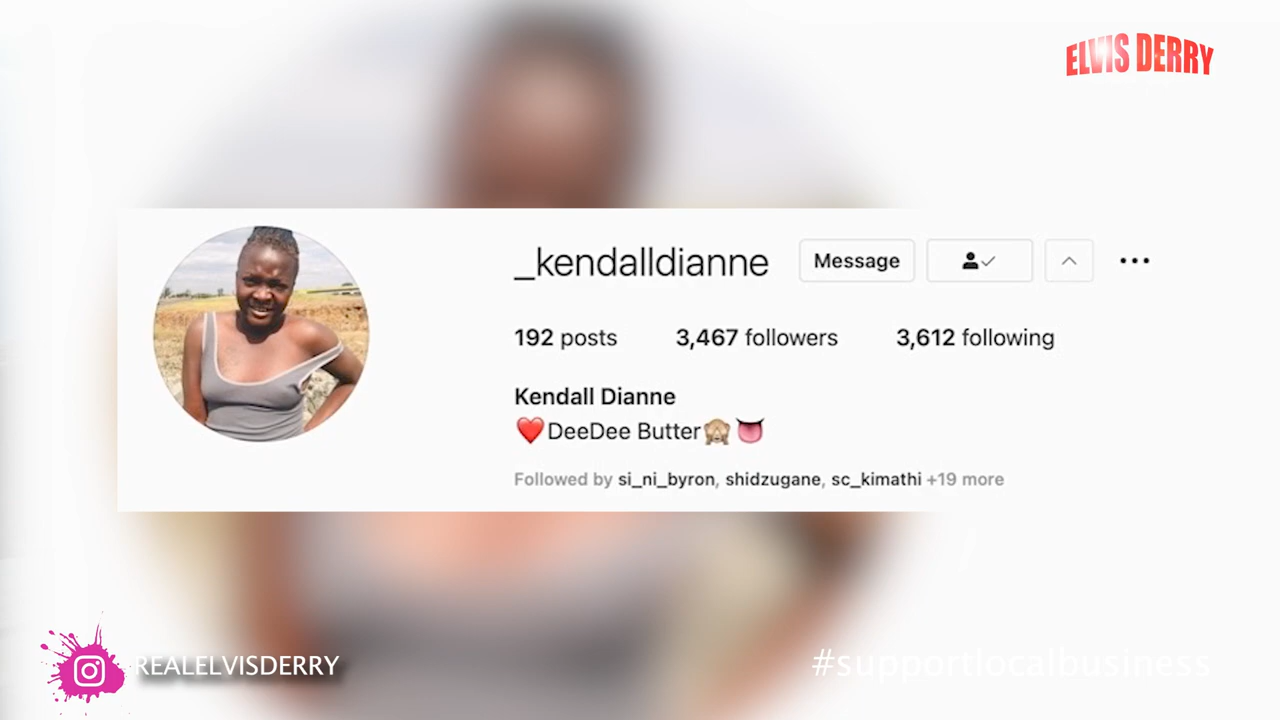 ELVIS DERRY
_kendalldianne Message
192 posts 3,467 followers 3,612 following
Kendall Dianne
❤️DeeDee Butter🙈👅
Followed by si_ni_byron, shidzugane, sc_kimathi +19 more
REALELVISDERRY #supportlocalbusiness